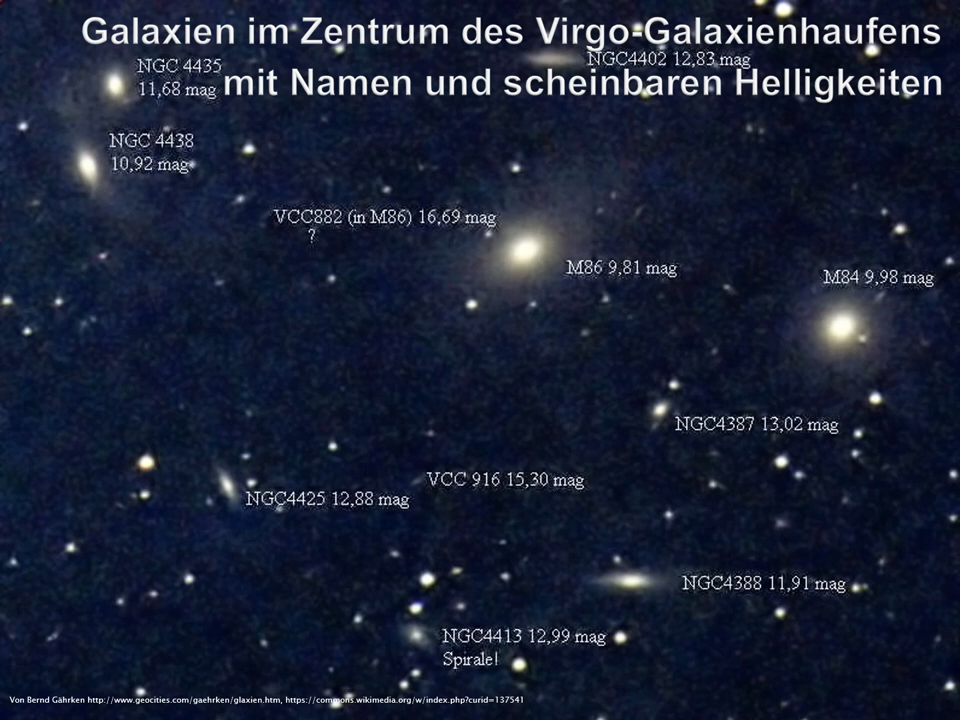 Galaxien im Zentrum des Virgo-Galaxienhaufens
mit Namen und scheinbaren Helligkeiten
NGC4402 12,83 mag
NGC 4435
11,68 mag
NGC 4438
10,92 mag
VCC882 (in M86) 16,69 mag
?
M86 9,81 mag
M84 9,98 mag
NGC4387 13,02 mag
VCC 916 15,30 mag
NGC4425 12,88 mag
NGC4388 11,91 mag
NGC4413 12,99 mag
Spirale!
Von Bernd Gährken http://www.geocities.com/gaehrken/glaxien.htm, https://commons.wikimedia.org/w/index.php?curid=137541